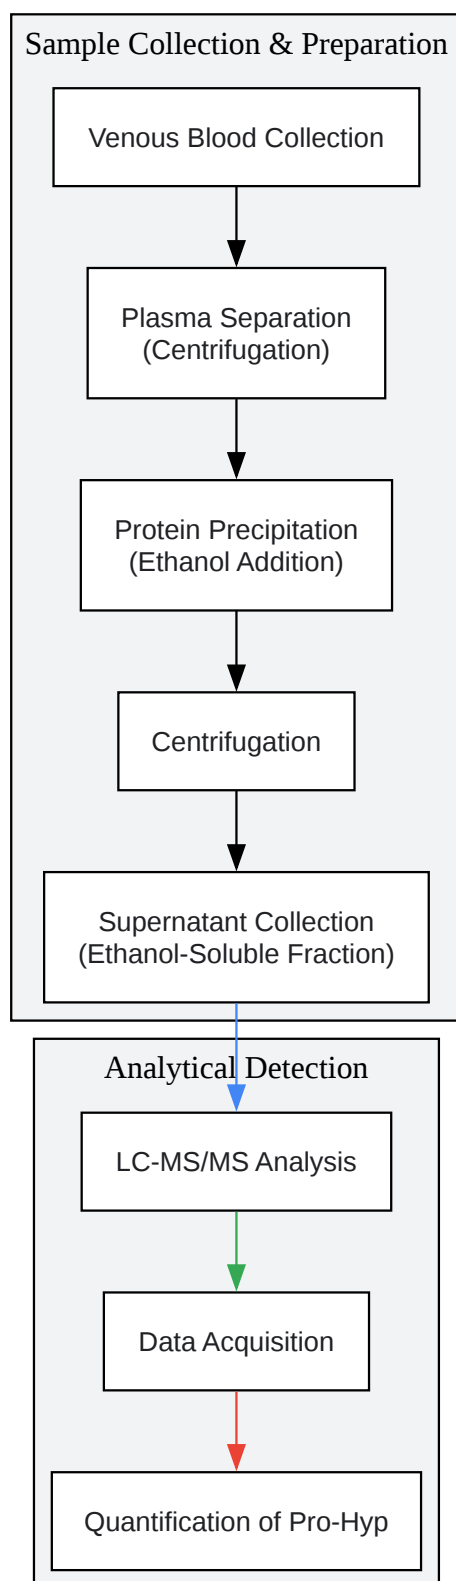 Sample Collection & Preparation
Venous Blood Collection
Plasma Separation
(Centrifugation)
Protein Precipitation
(Ethanol Addition)
Centrifugation
Supernatant Collection
(Ethanol-Soluble Fraction)
Analytical Detection
LC-MS/MS Analysis
Data Acquisition
Quantification of Pro-Hyp